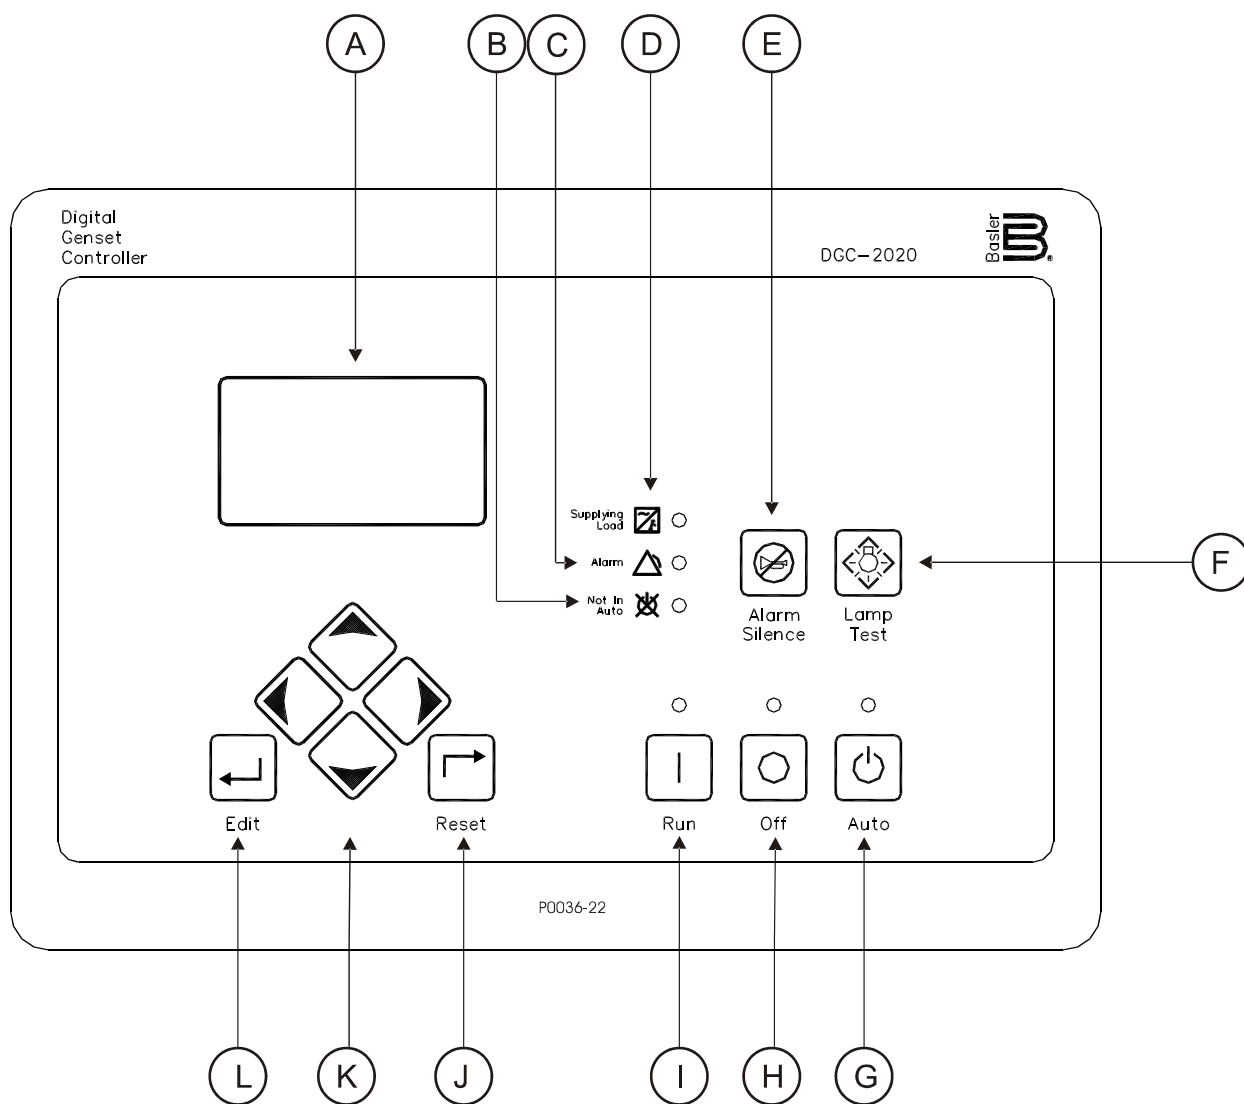 A
B
C
D
E
Digital
Genset
Controller
DGC-2020
Basler
B®
Supplying
Load
Alarm
Not In
Auto
Alarm
Silence
Lamp
Test
F
Edit
Reset
Run
Off
Auto
P0036-22
L
K
J
I
H
G